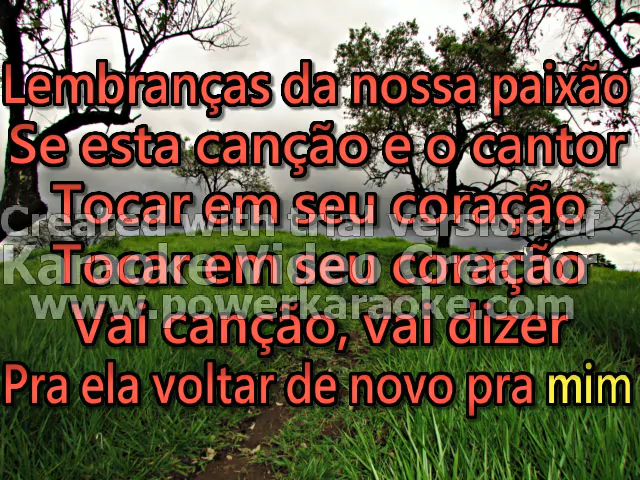 Lembranças da nossa paixão
Se esta canção e o cantor
Tocar em seu coração
Created with trial version of
Tocar em seu coração
Karaoke Video Creator
www.powerkaraoke.com
Vai canção, vai dizer
Pra ela voltar de novo pra mim